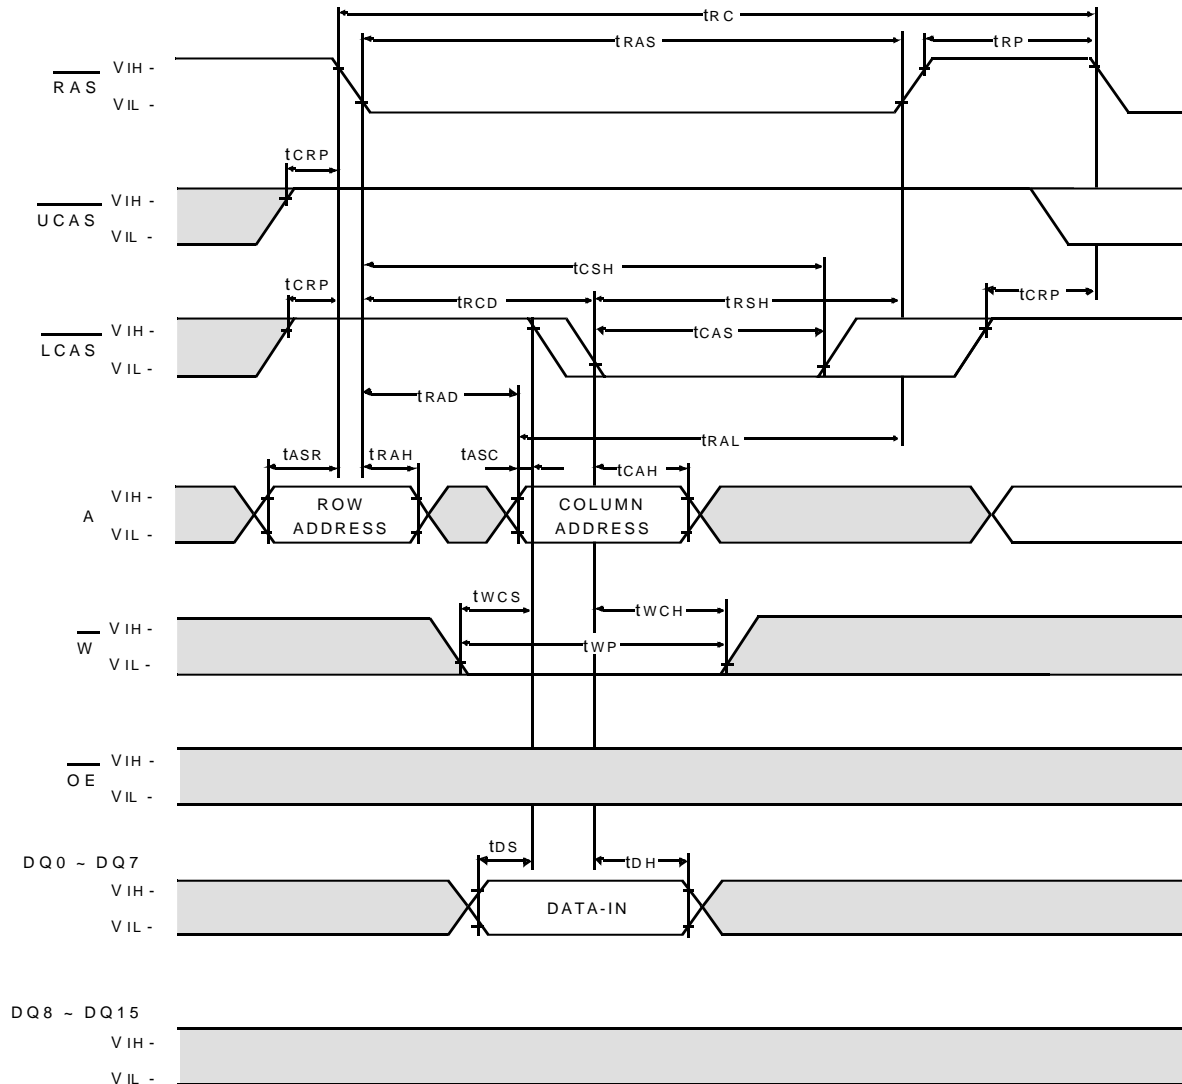 tRC
tRAS
tRP
RAS
VIH -
VIL -
tCRP
UCAS
VIH -
VIL -
tCSH
tCRP
tRCD
tRSH
tCRP
LCAS
VIH -
VIL -
tCAS
tRAD
tRAL
tASR
tRAH
tASC
tCAH
A
VIH -
VIL -
ROW
ADDRESS
COLUMN
ADDRESS
tWCS
tWCH
W
VIH -
VIL -
tWP
OE
VIH -
VIL -
tDS
tDH
DQ0 ~ DQ7
VIH -
VIL -
DATA-IN
DQ8 ~ DQ15
VIH -
VIL -